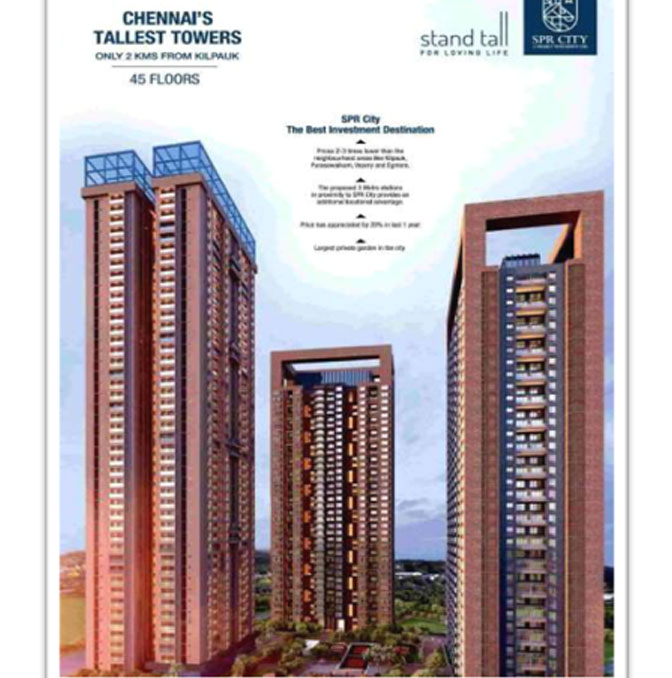 CHENNAI'S
TALLEST TOWERS
ONLY 2 KMS FROM KILPAUK
45 FLOORS
stand tall
FOR LOVING LIFE
SPR CITY
SPR City
The Best Investment Destination
Prices 2-3 times lower than the
neighbourhood areas like Kilpauk,
Purasawalkam, Vepery and Egmore.
The proposed 3 Metro stations
in proximity to SPR City provides an
additional locational advantage.
Price has appreciated by 20% in last 1 year
Largest private garden in the city